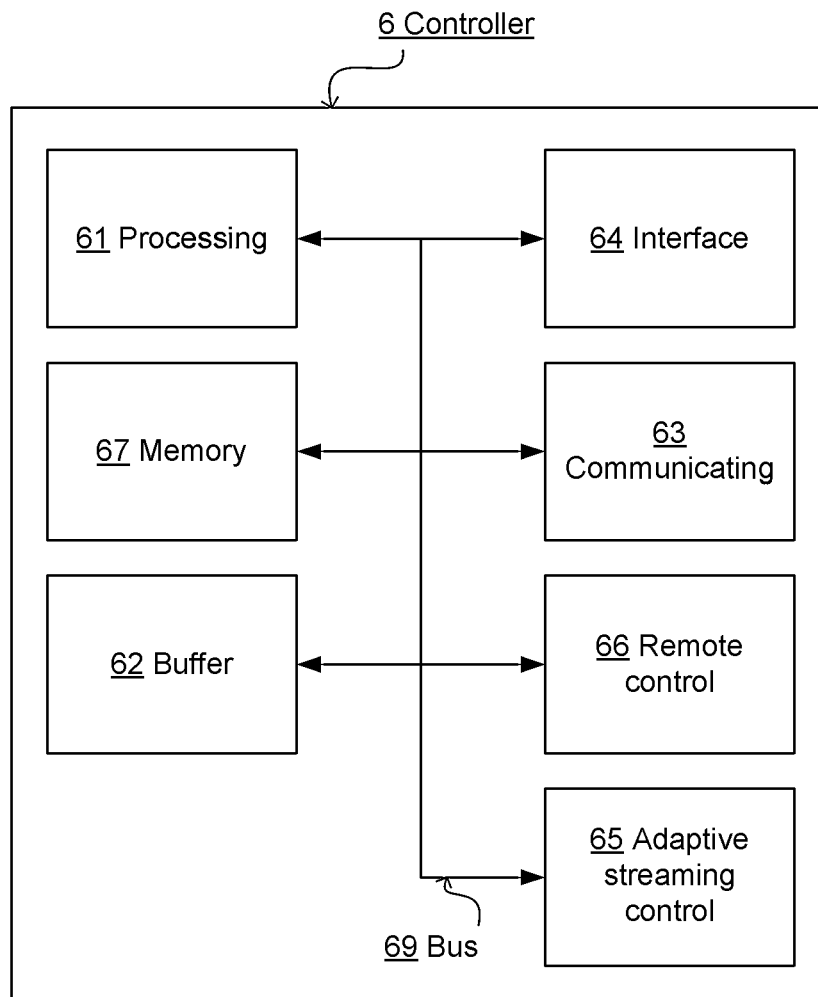 6 Controller
61 Processing
64 Interface
67 Memory
63
Communicating
62 Buffer
66 Remote
control
65 Adaptive
streaming
control
69 Bus